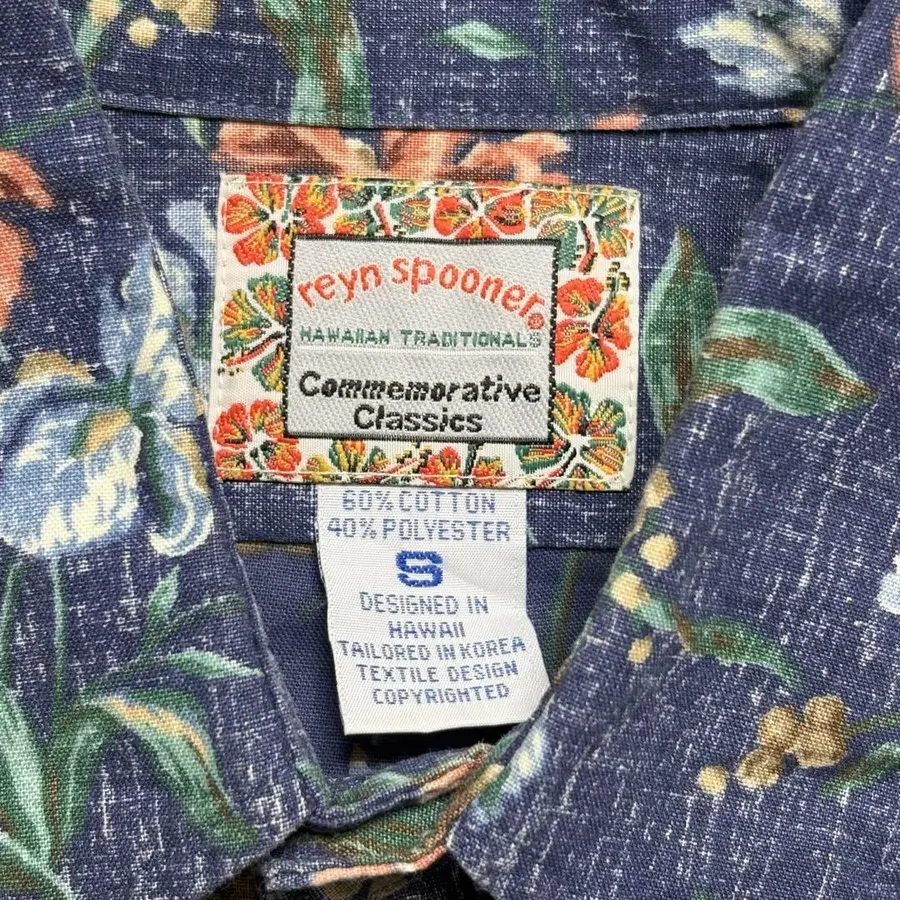 reyn spooner®
HAWAIIAN TRADITIONALS
Commemorative
Classics
60% COTTON
40% POLYESTER
S
DESIGNED IN
HAWAII
TAILORED IN KOREA
TEXTILE DESIGN
COPYRIGHTED